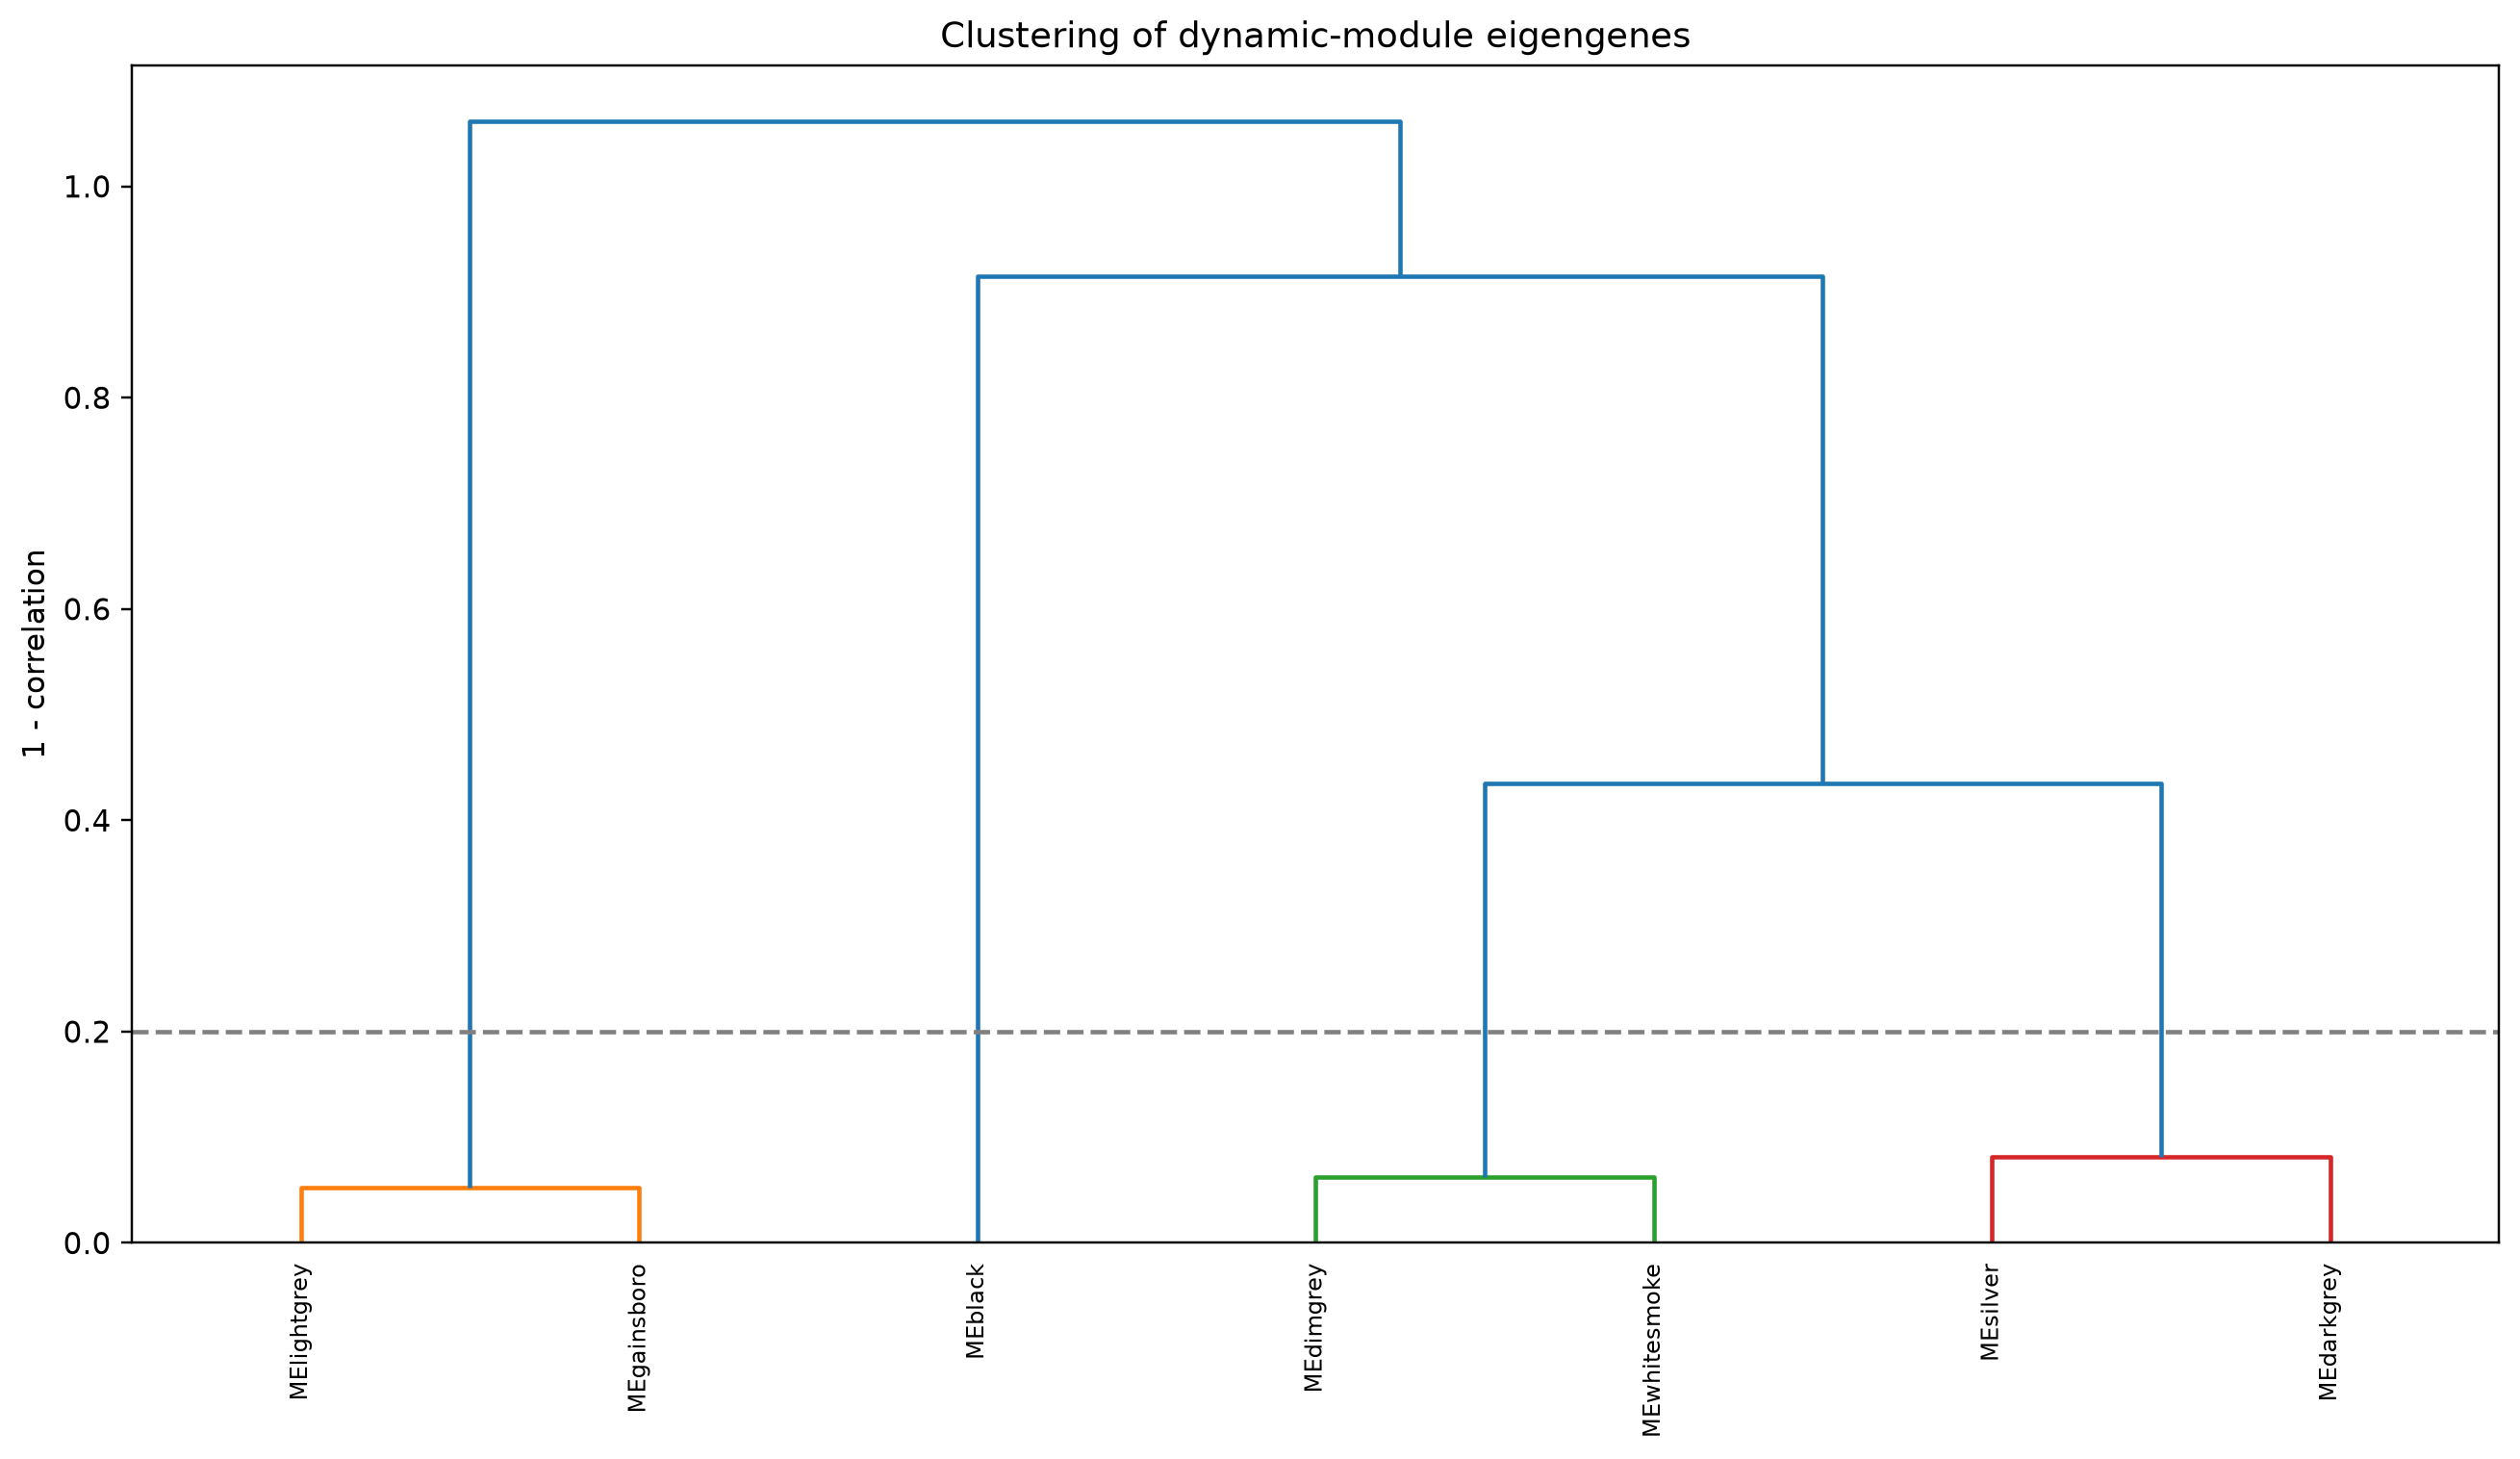 Clustering of dynamic-module eigengenes
1 - correlation
1.0
0.8
0.6
0.4
0.2
0.0
MElightgrey
MEgainsboro
MEblack
MEdimgrey
MEwhitesmoke
MEsilver
MEdarkgrey